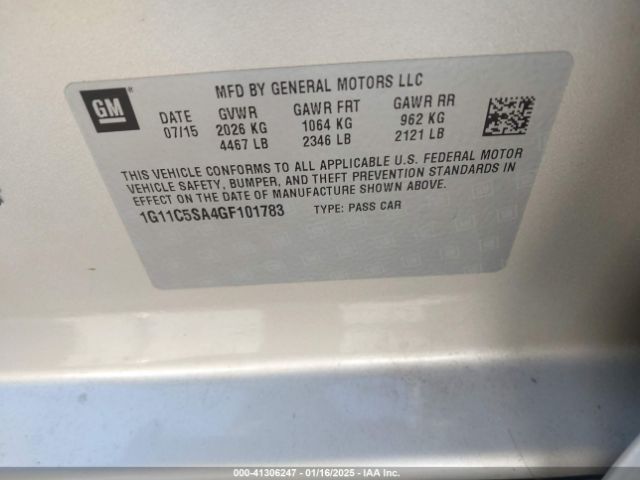 GM
MFD BY GENERAL MOTORS LLC
DATE GVWR GAWR FRT GAWR RR
07/15 2026 KG 1064 KG 962 KG
4467 LB 2346 LB 2121 LB
THIS VEHICLE CONFORMS TO ALL APPLICABLE U.S. FEDERAL MOTOR
VEHICLE SAFETY, BUMPER, AND THEFT PREVENTION STANDARDS IN
EFFECT ON THE DATE OF MANUFACTURE SHOWN ABOVE.
1G11C5SA4GF101783 TYPE: PASS CAR
000-41306247 - 01/16/2025 - IAA Inc.